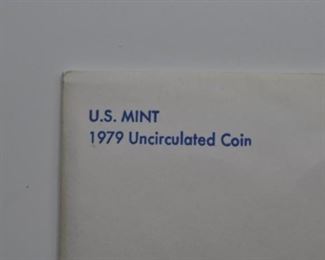 U.S. MINT
1979 Uncirculated Coin